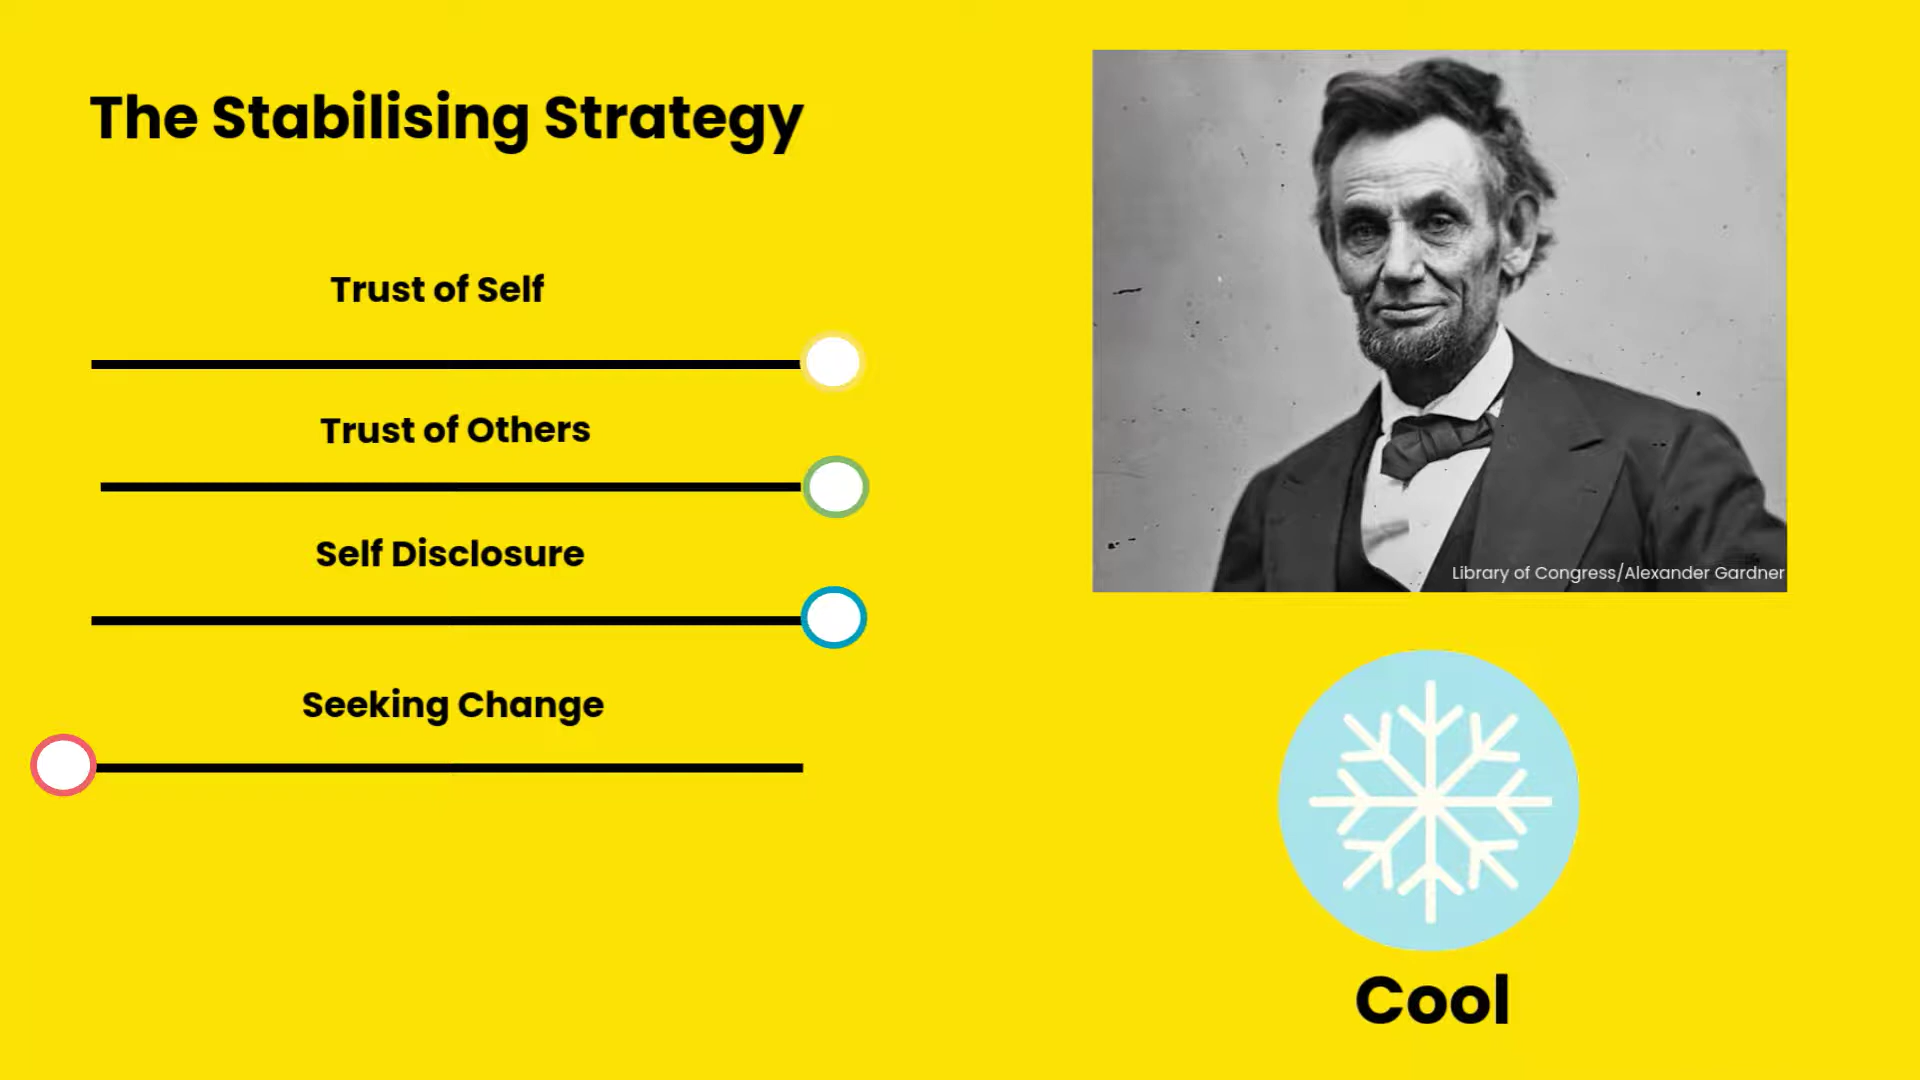 The Stabilising Strategy
Trust of Self
Trust of Others
Self Disclosure
Seeking Change
Library of Congress/Alexander Gardner
Cool